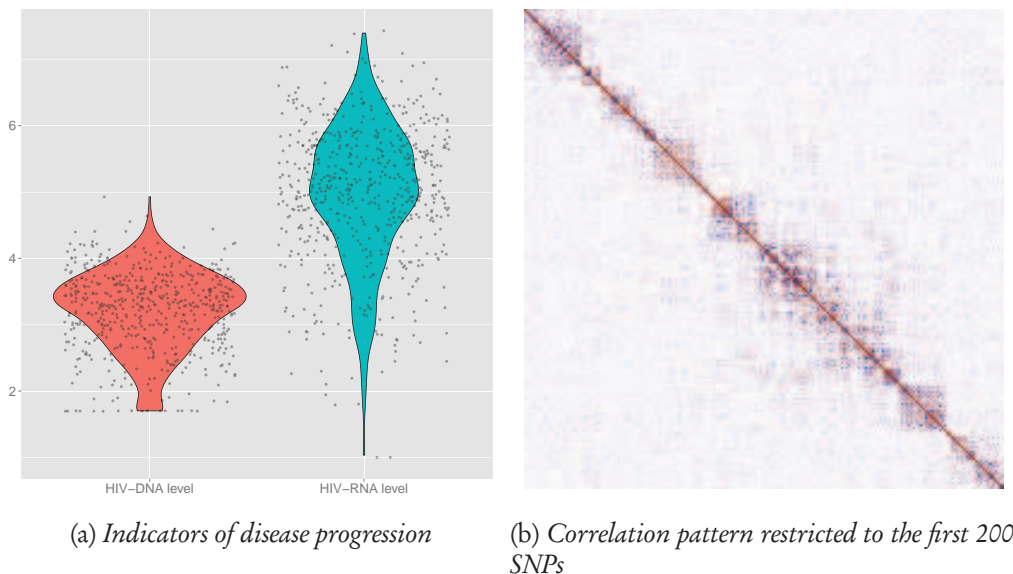 6
4
2
HIV–DNA level
HIV–RNA level
(a) Indicators of disease progression
(b) Correlation pattern restricted to the first 200
SNPs